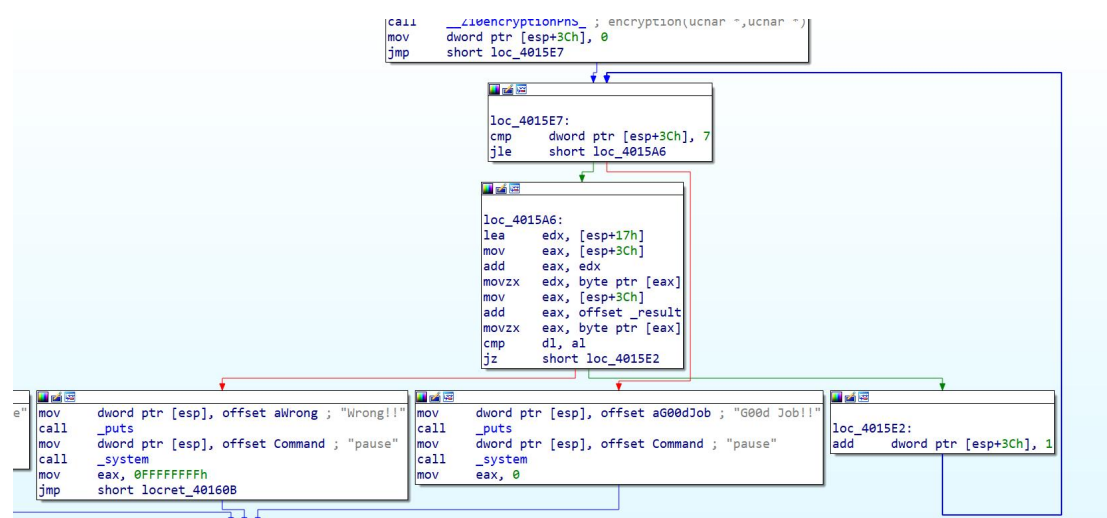 call __Z10encryptionPhS_ ; encryption(uchar *,uchar *)
mov dword ptr [esp+3Ch], 0
jmp short loc_4015E7
loc_4015E7:
cmp dword ptr [esp+3Ch], 7
jle short loc_4015A6
loc_4015A6:
lea edx, [esp+17h]
mov eax, [esp+3Ch]
add eax, edx
movzx edx, byte ptr [eax]
mov eax, [esp+3Ch]
add eax, offset _result
movzx eax, byte ptr [eax]
cmp dl, al
jz short loc_4015E2
e"
mov dword ptr [esp], offset aWrong ; "Wrong!!"
call _puts
mov dword ptr [esp], offset Command ; "pause"
call _system
mov eax, 0FFFFFFFFh
jmp short locret_40160B
mov dword ptr [esp], offset aG00dJob ; "G00d Job!!"
call _puts
mov dword ptr [esp], offset Command ; "pause"
call _system
mov eax, 0
loc_4015E2:
add dword ptr [esp+3Ch], 1